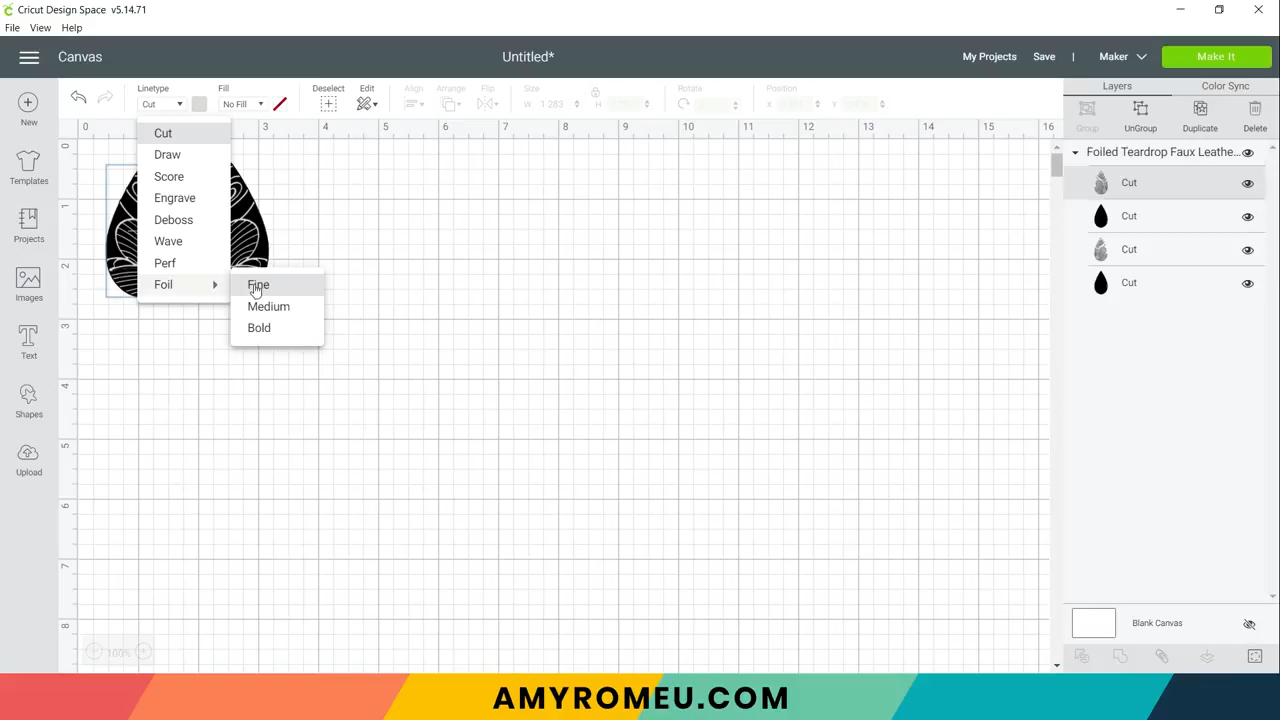 Cricut Design Space v5.14.71
File View Help
Canvas
Untitled*
My Projects Save | Maker Make It
Linetype Fill Deselect Edit Align Arrange Flip Size Rotate Position
Cut No Fill W 1.283 H X Y
Layers Color Sync
Group UnGroup Duplicate Delete
New
Templates
Projects
Images
Text
Shapes
Upload
0 3 4 5 6 7 8 9 10 11 12 13 14 15 16
0
1
2
3
4
5
6
7
8
Cut
Draw
Score
Engrave
Deboss
Wave
Perf
Foil
Fine
Medium
Bold
Foiled Teardrop Faux Leathe...
Cut
Cut
Cut
Cut
Blank Canvas
100%
AMYROMEU.COM